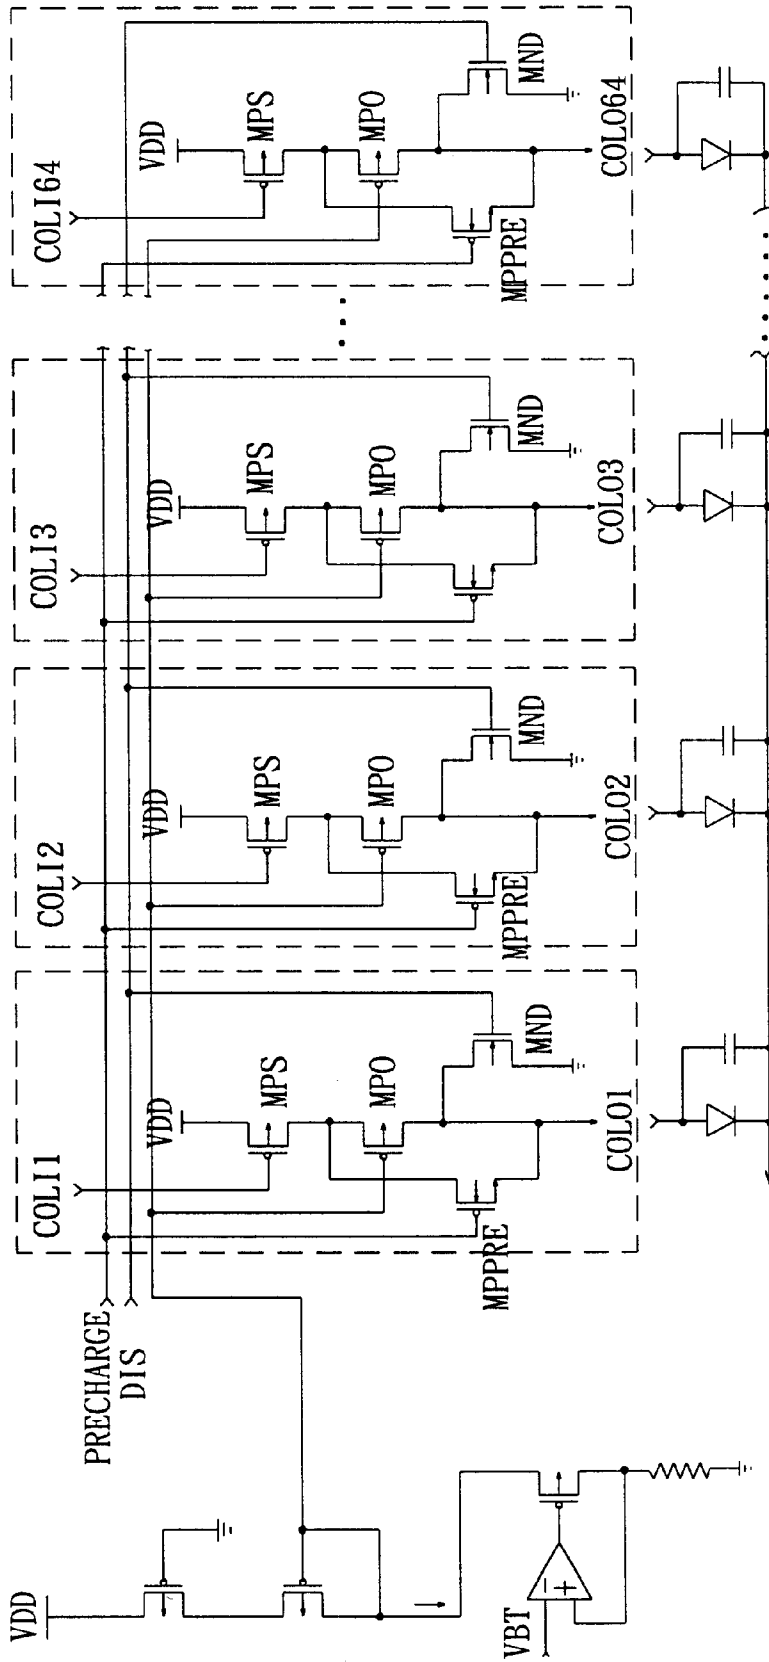 VDD
VBT
PRECHARGE
DIS
COLI1
VDD
MPS
MPO
MPPRE
MND
COLO1
COLI2
VDD
MPS
MPO
MPPRE
MND
COLO2
COLI3
VDD
MPS
MPO
MND
COLO3
COLI64
VDD
MPS
MPO
MPPRE
MND
COLO64